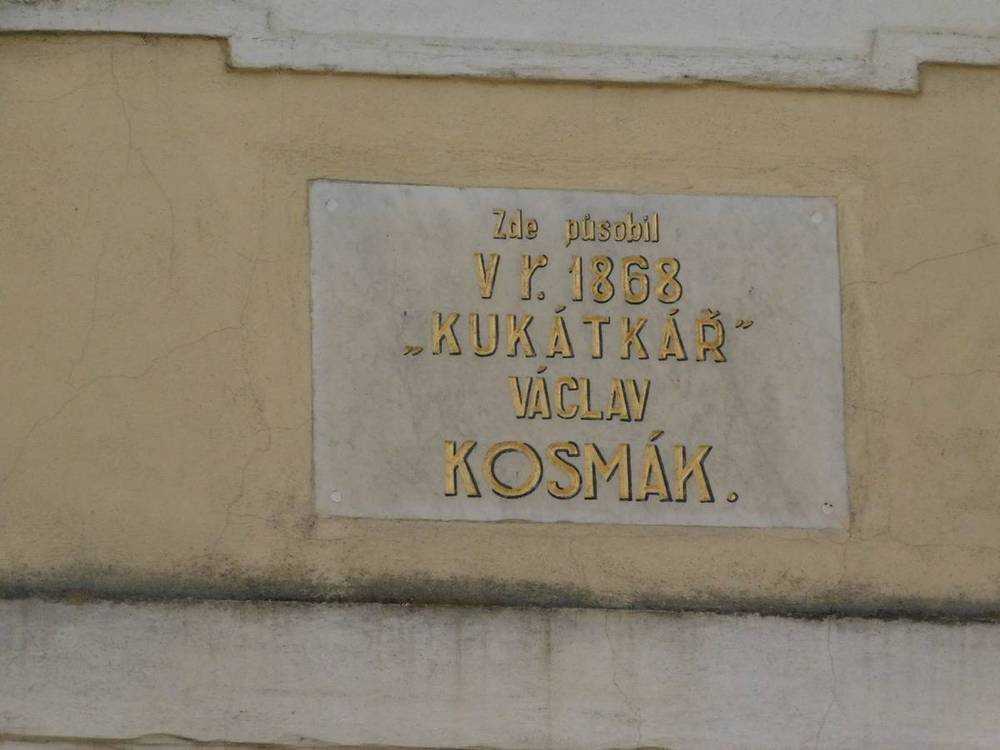 Zde působil
V r. 1868
„KUKÁTKÁŘ“
VÁCLAV
KOSMÁK.